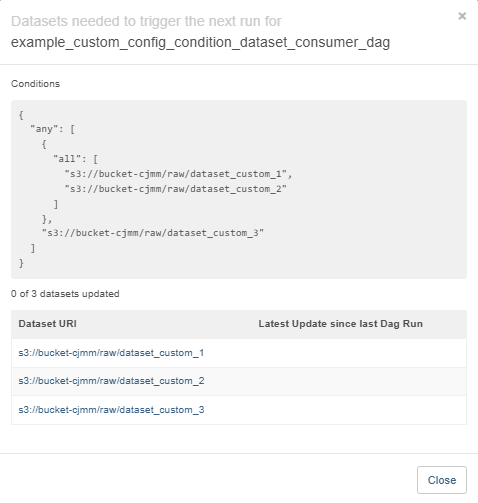 Datasets needed to trigger the next run for
×
example_custom_config_condition_dataset_consumer_dag
Conditions
{
  "any": [
    {
      "all": [
        "s3://bucket-cjmm/raw/dataset_custom_1",
        "s3://bucket-cjmm/raw/dataset_custom_2"
      ]
    },
    "s3://bucket-cjmm/raw/dataset_custom_3"
  ]
}
0 of 3 datasets updated
Dataset URI Latest Update since last Dag Run
s3://bucket-cjmm/raw/dataset_custom_1
s3://bucket-cjmm/raw/dataset_custom_2
s3://bucket-cjmm/raw/dataset_custom_3
Close